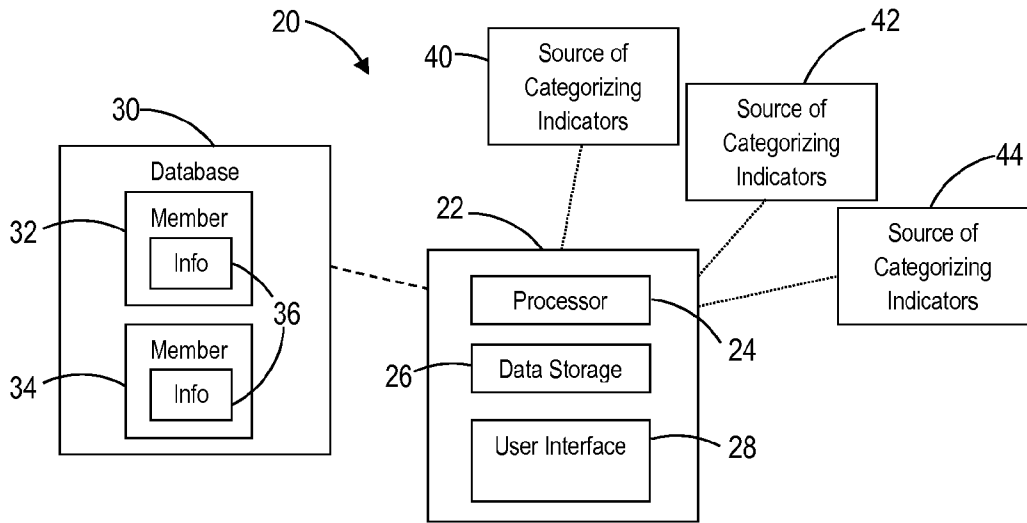 20
40
Source of
Categorizing
Indicators
42
Source of
Categorizing
Indicators
44
Source of
Categorizing
Indicators
30
Database
32
Member
Info
36
34
Member
Info
22
Processor
24
26
Data Storage
User Interface
28